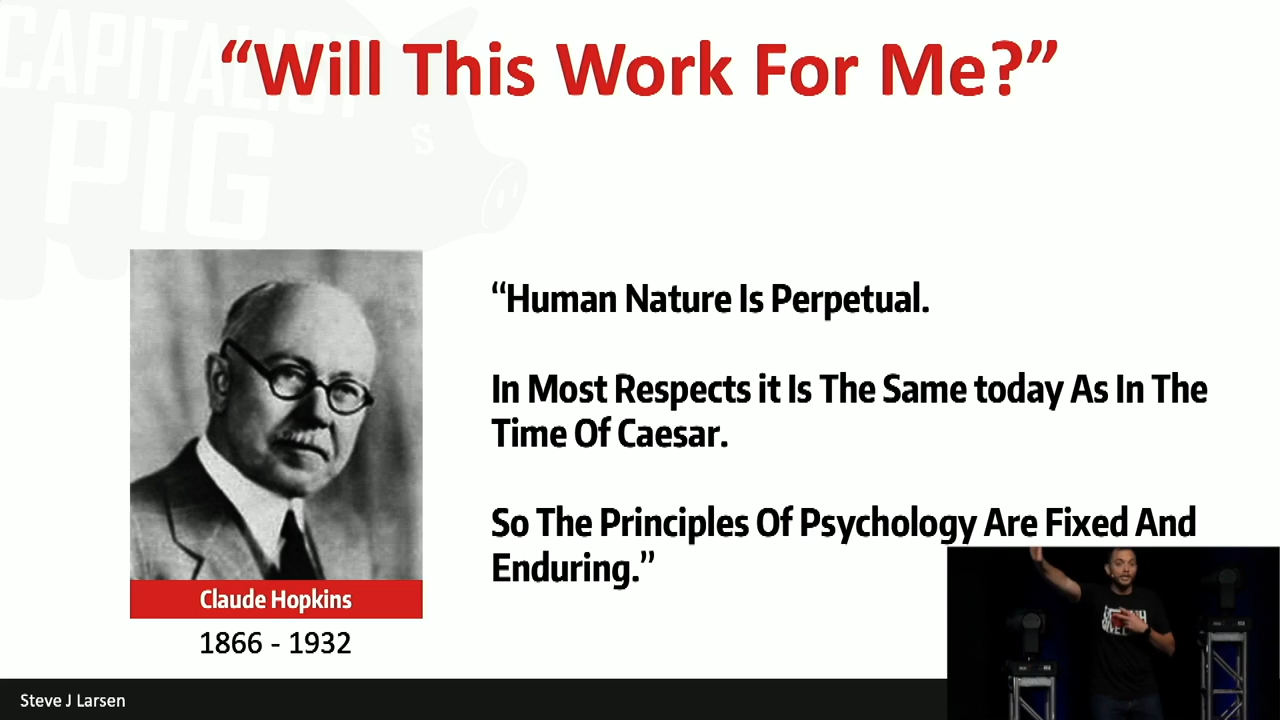 CAPITALIST
PIG
S
“Will This Work For Me?”
“Human Nature Is Perpetual.
In Most Respects it Is The Same today As In The
Time Of Caesar.
So The Principles Of Psychology Are Fixed And
Enduring.”
Claude Hopkins
1866 - 1932
Steve J Larsen